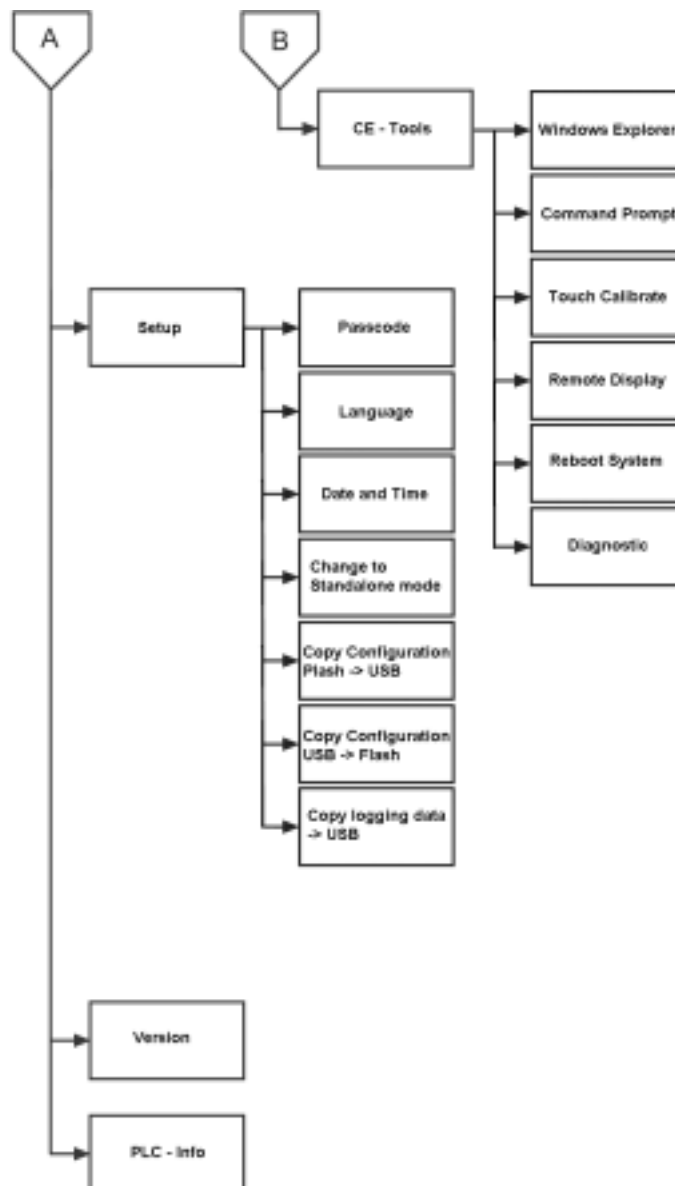 A
B
CE - Tools
Windows Explorer
Command Prompt
Touch Calibrate
Remote Display
Reboot System
Diagnostic
Setup
Passcode
Language
Date and Time
Change to
Standalone mode
Copy Configuration
Flash -> USB
Copy Configuration
USB -> Flash
Copy logging data
-> USB
Version
PLC - Info